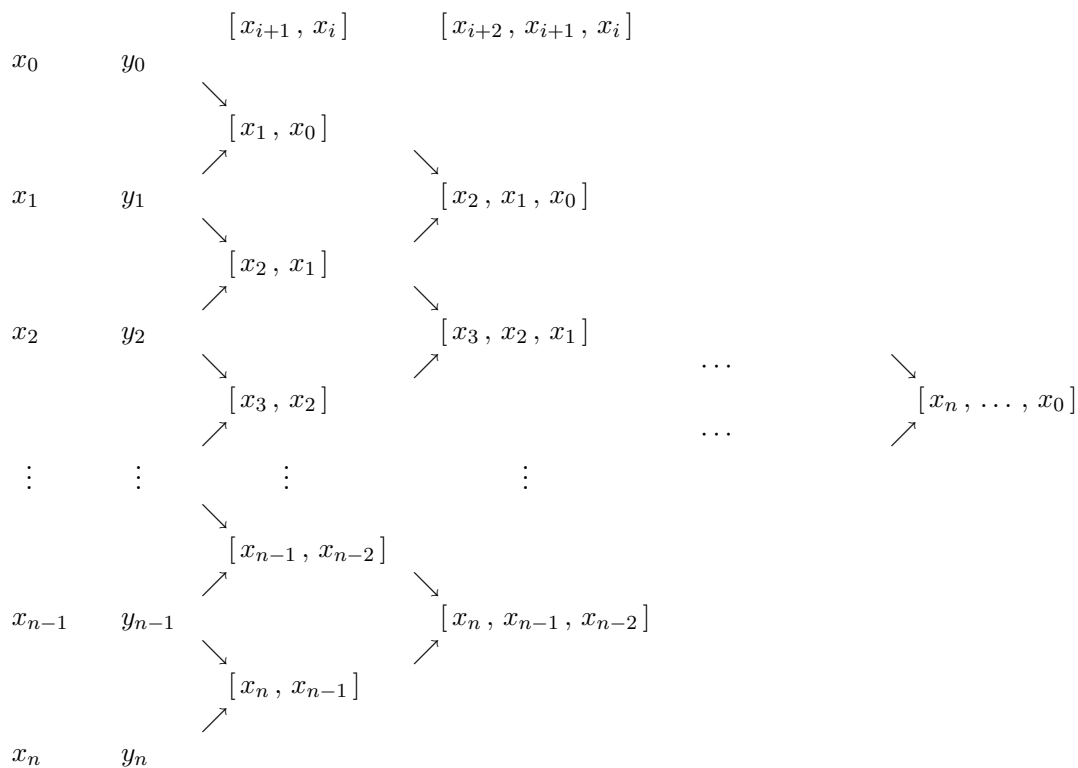 [x_{i+1}, x_i] [x_{i+2}, x_{i+1}, x_i]
x_0 y_0
↘
[x_1, x_0]
↗ ↘
x_1 y_1 [x_2, x_1, x_0]
↘ ↗
[x_2, x_1]
↗ ↘
x_2 y_2 [x_3, x_2, x_1]
↘ ↗ … ↘
[x_3, x_2] [x_n, …, x_0]
↗ … ↗
⋮ ⋮ ⋮ ⋮
↘
[x_{n−1}, x_{n−2}]
↗ ↘
x_{n−1} y_{n−1} [x_n, x_{n−1}, x_{n−2}]
↘ ↗
[x_n, x_{n−1}]
↗
x_n y_n